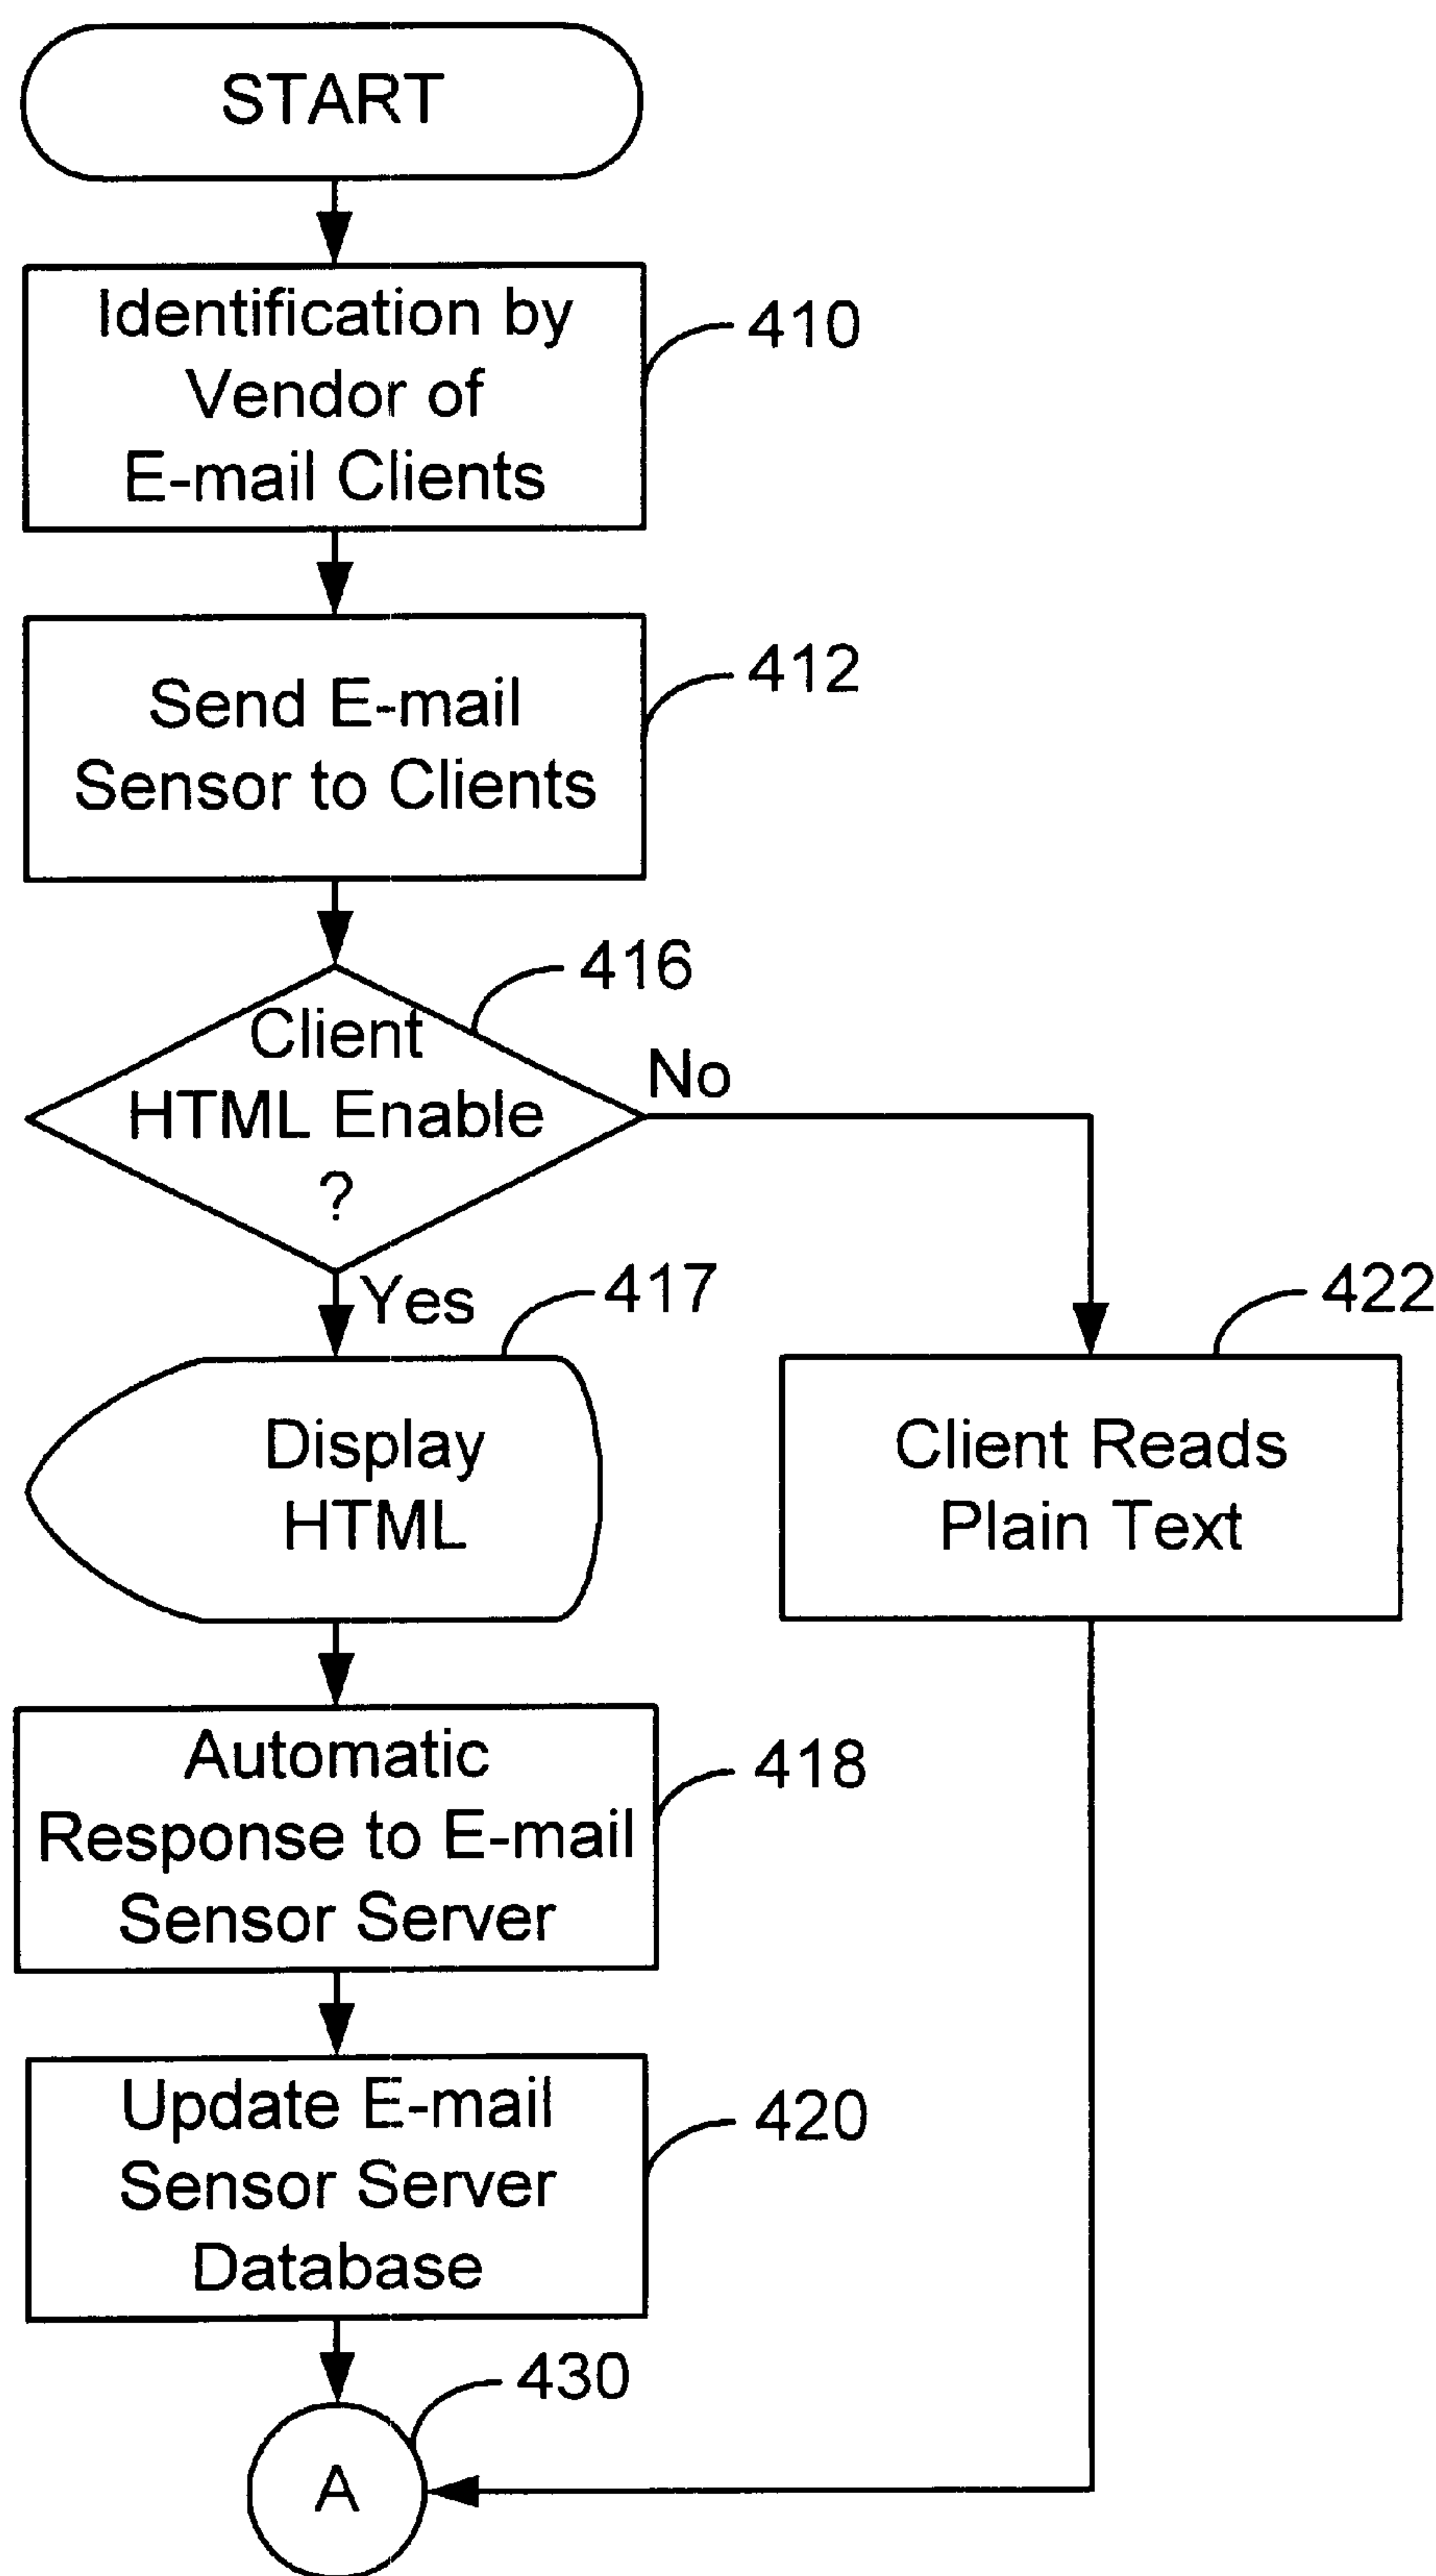 START
Identification by
Vendor of
E-mail Clients
410
Send E-mail
Sensor to Clients
412
416
Client
HTML Enable
?
No
Yes
417
422
Display
HTML
Client Reads
Plain Text
Automatic
Response to E-mail
Sensor Server
418
Update E-mail
Sensor Server
Database
420
430
A